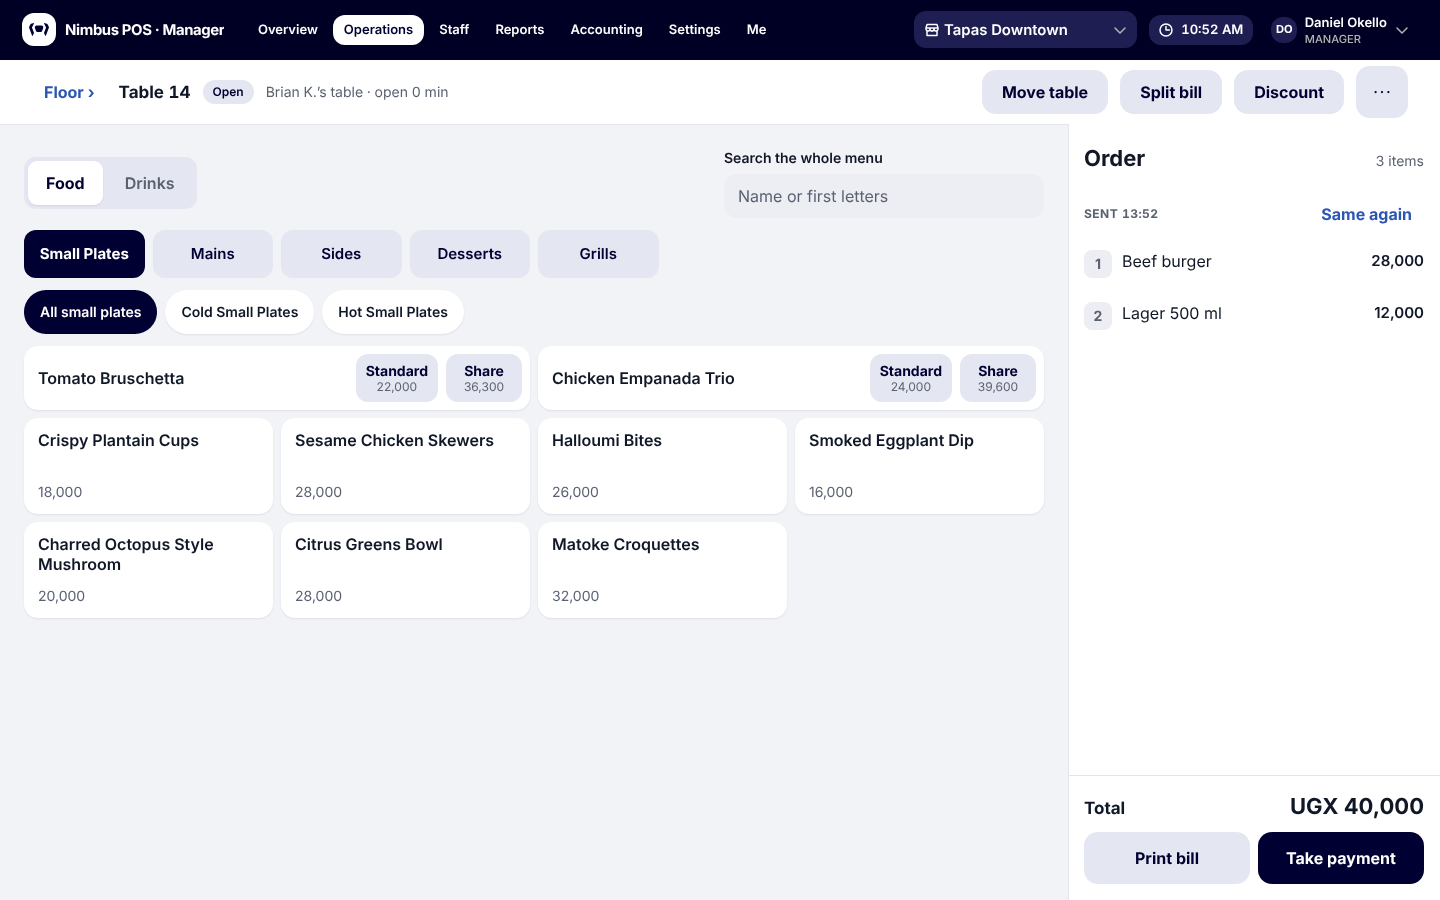 Nimbus POS · Manager
Overview
Operations
Staff
Reports
Accounting
Settings
Me
Tapas Downtown
10:52 AM
DO
Daniel Okello
MANAGER
Floor ›
Table 14
Open
Brian K.'s table · open 0 min
Move table
Split bill
Discount
···
Food
Drinks
Search the whole menu
Name or first letters
Small Plates
Mains
Sides
Desserts
Grills
All small plates
Cold Small Plates
Hot Small Plates
Tomato Bruschetta
Standard
22,000
Share
36,300
Chicken Empanada Trio
Standard
24,000
Share
39,600
Crispy Plantain Cups
18,000
Sesame Chicken Skewers
28,000
Halloumi Bites
26,000
Smoked Eggplant Dip
16,000
Charred Octopus Style
Mushroom
20,000
Citrus Greens Bowl
28,000
Matoke Croquettes
32,000
Order
3 items
SENT 13:52
Same again
1 Beef burger 28,000
2 Lager 500 ml 12,000
Total
UGX 40,000
Print bill
Take payment